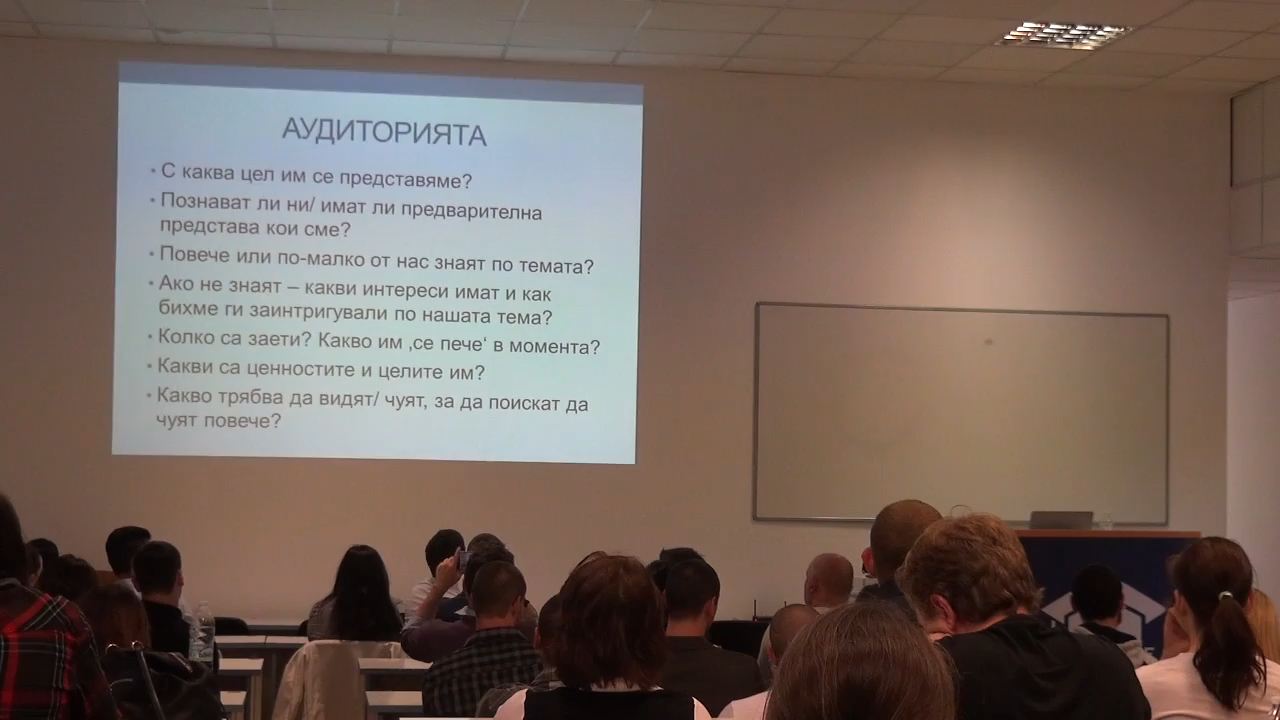 АУДИТОРИЯТА
• С каква цел им се представяме?
• Познават ли ни/ имат ли предварителна
представа кои сме?
• Повече или по-малко от нас знаят по темата?
• Ако не знаят – какви интереси имат и как
бихме ги заинтригували по нашата тема?
• Колко са заети? Какво им ‚се пече‘ в момента?
• Какви са ценностите и целите им?
• Какво трябва да видят/ чуят, за да поискат да
чуят повече?